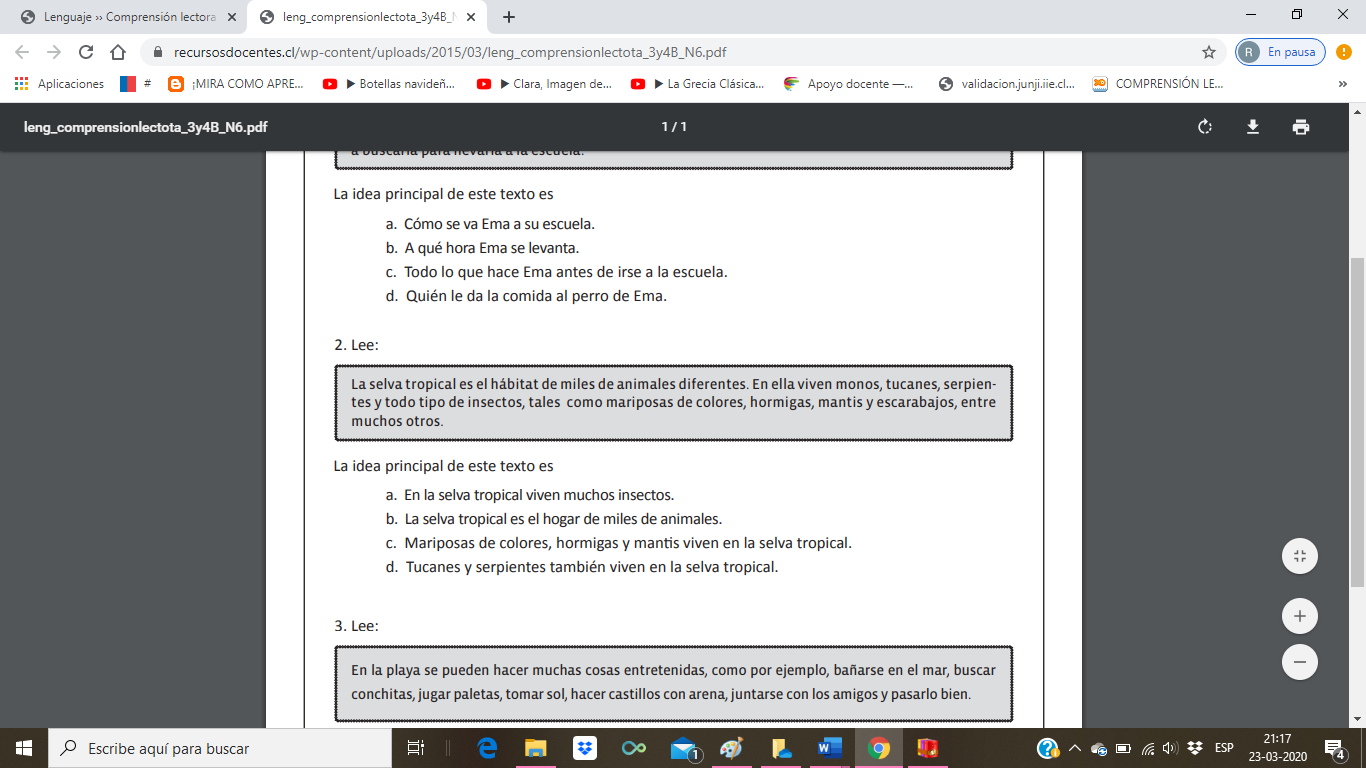 Lenguaje ›› Comprensión lectora
leng_comprensionlectota_3y4B_N
recursosdocentes.cl/wp-content/uploads/2015/03/leng_comprensionlectota_3y4B_N6.pdf
R En pausa
Aplicaciones # ¡MIRA COMO APRE... ▶ Botellas navideñ... ▶ Clara, Imagen de... ▶ La Grecia Clásica... Apoyo docente —... validacion.junji.iie.cl... COMPRENSIÓN LE... »
leng_comprensionlectota_3y4B_N6.pdf 1 / 1
a buscarla para llevarla a la escuela.
La idea principal de este texto es
a. Cómo se va Ema a su escuela.
b. A qué hora Ema se levanta.
c. Todo lo que hace Ema antes de irse a la escuela.
d. Quién le da la comida al perro de Ema.
2. Lee:
La selva tropical es el hábitat de miles de animales diferentes. En ella viven monos, tucanes, serpien-
tes y todo tipo de insectos, tales como mariposas de colores, hormigas, mantis y escarabajos, entre
muchos otros.
La idea principal de este texto es
a. En la selva tropical viven muchos insectos.
b. La selva tropical es el hogar de miles de animales.
c. Mariposas de colores, hormigas y mantis viven en la selva tropical.
d. Tucanes y serpientes también viven en la selva tropical.
3. Lee:
En la playa se pueden hacer muchas cosas entretenidas, como por ejemplo, bañarse en el mar, buscar
conchitas, jugar paletas, tomar sol, hacer castillos con arena, juntarse con los amigos y pasarlo bien.
Escribe aquí para buscar
1
ESP
21:17
23-03-2020
4